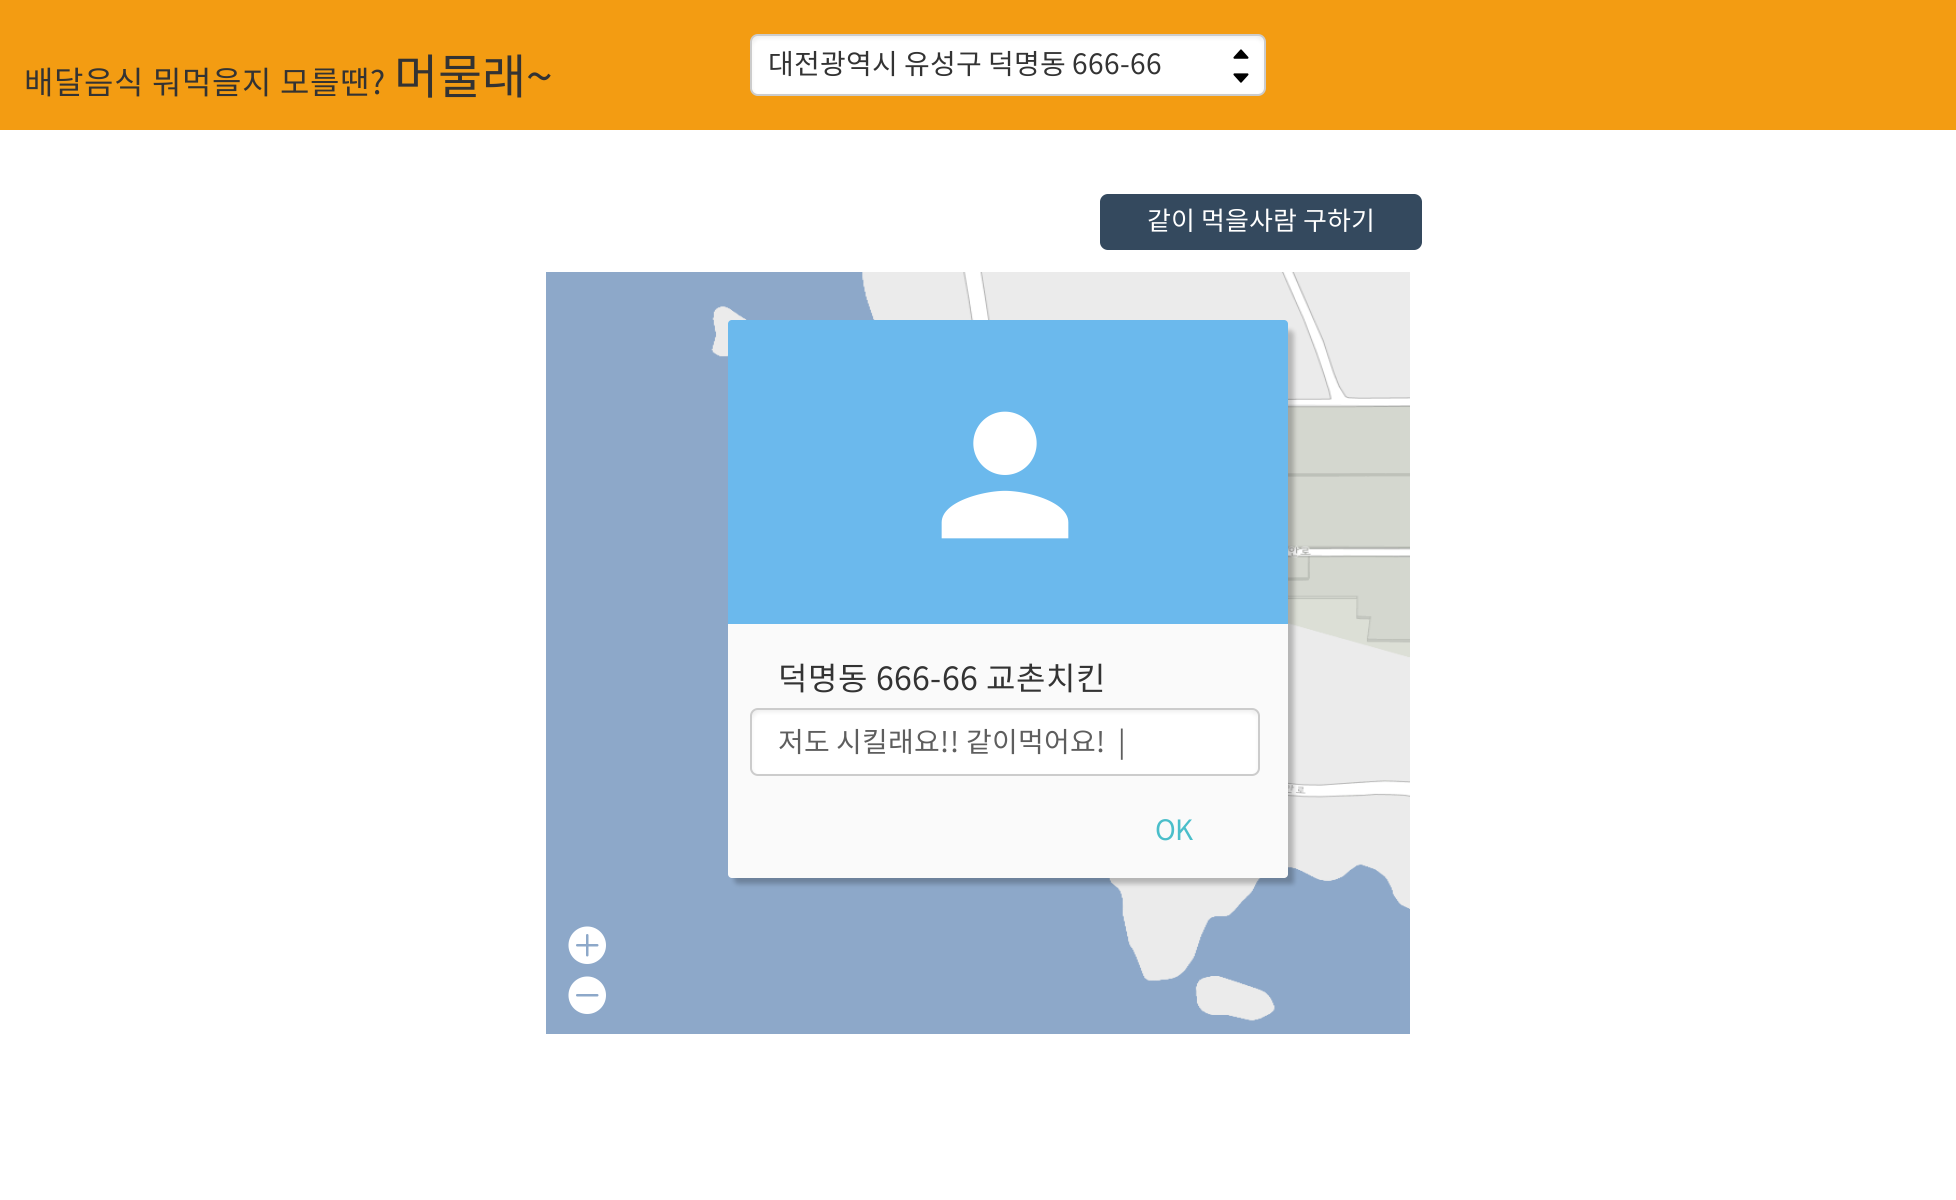 배달음식 뭐먹을지 모를땐? 머물래~
대전광역시 유성구 덕명동 666-66
같이 먹을사람 구하기
덕명동 666-66 교촌치킨
저도 시킬래요!! 같이먹어요!
OK